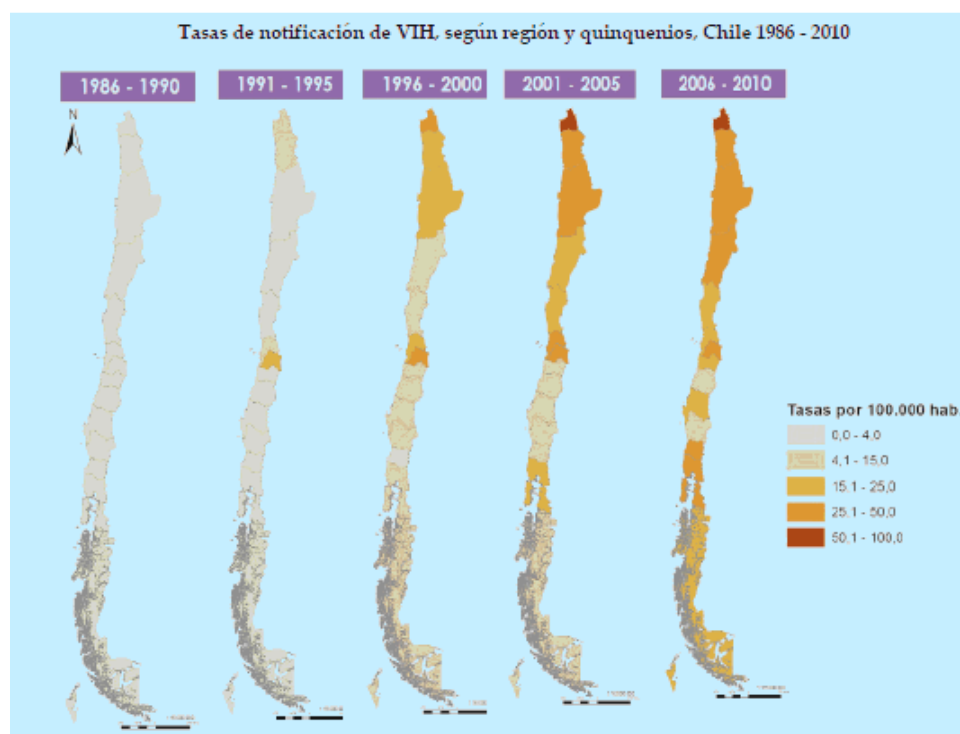 Tasas de notificación de VIH, según región y quinquenios, Chile 1986 - 2010
1986 - 1990
1991 - 1995
1996 - 2000
2001 - 2005
2006 - 2010
N
Tasas por 100.000 hab.
0,0 - 4,0
4,1 - 15,0
15,1 - 25,0
25,1 - 50,0
50,1 - 100,0